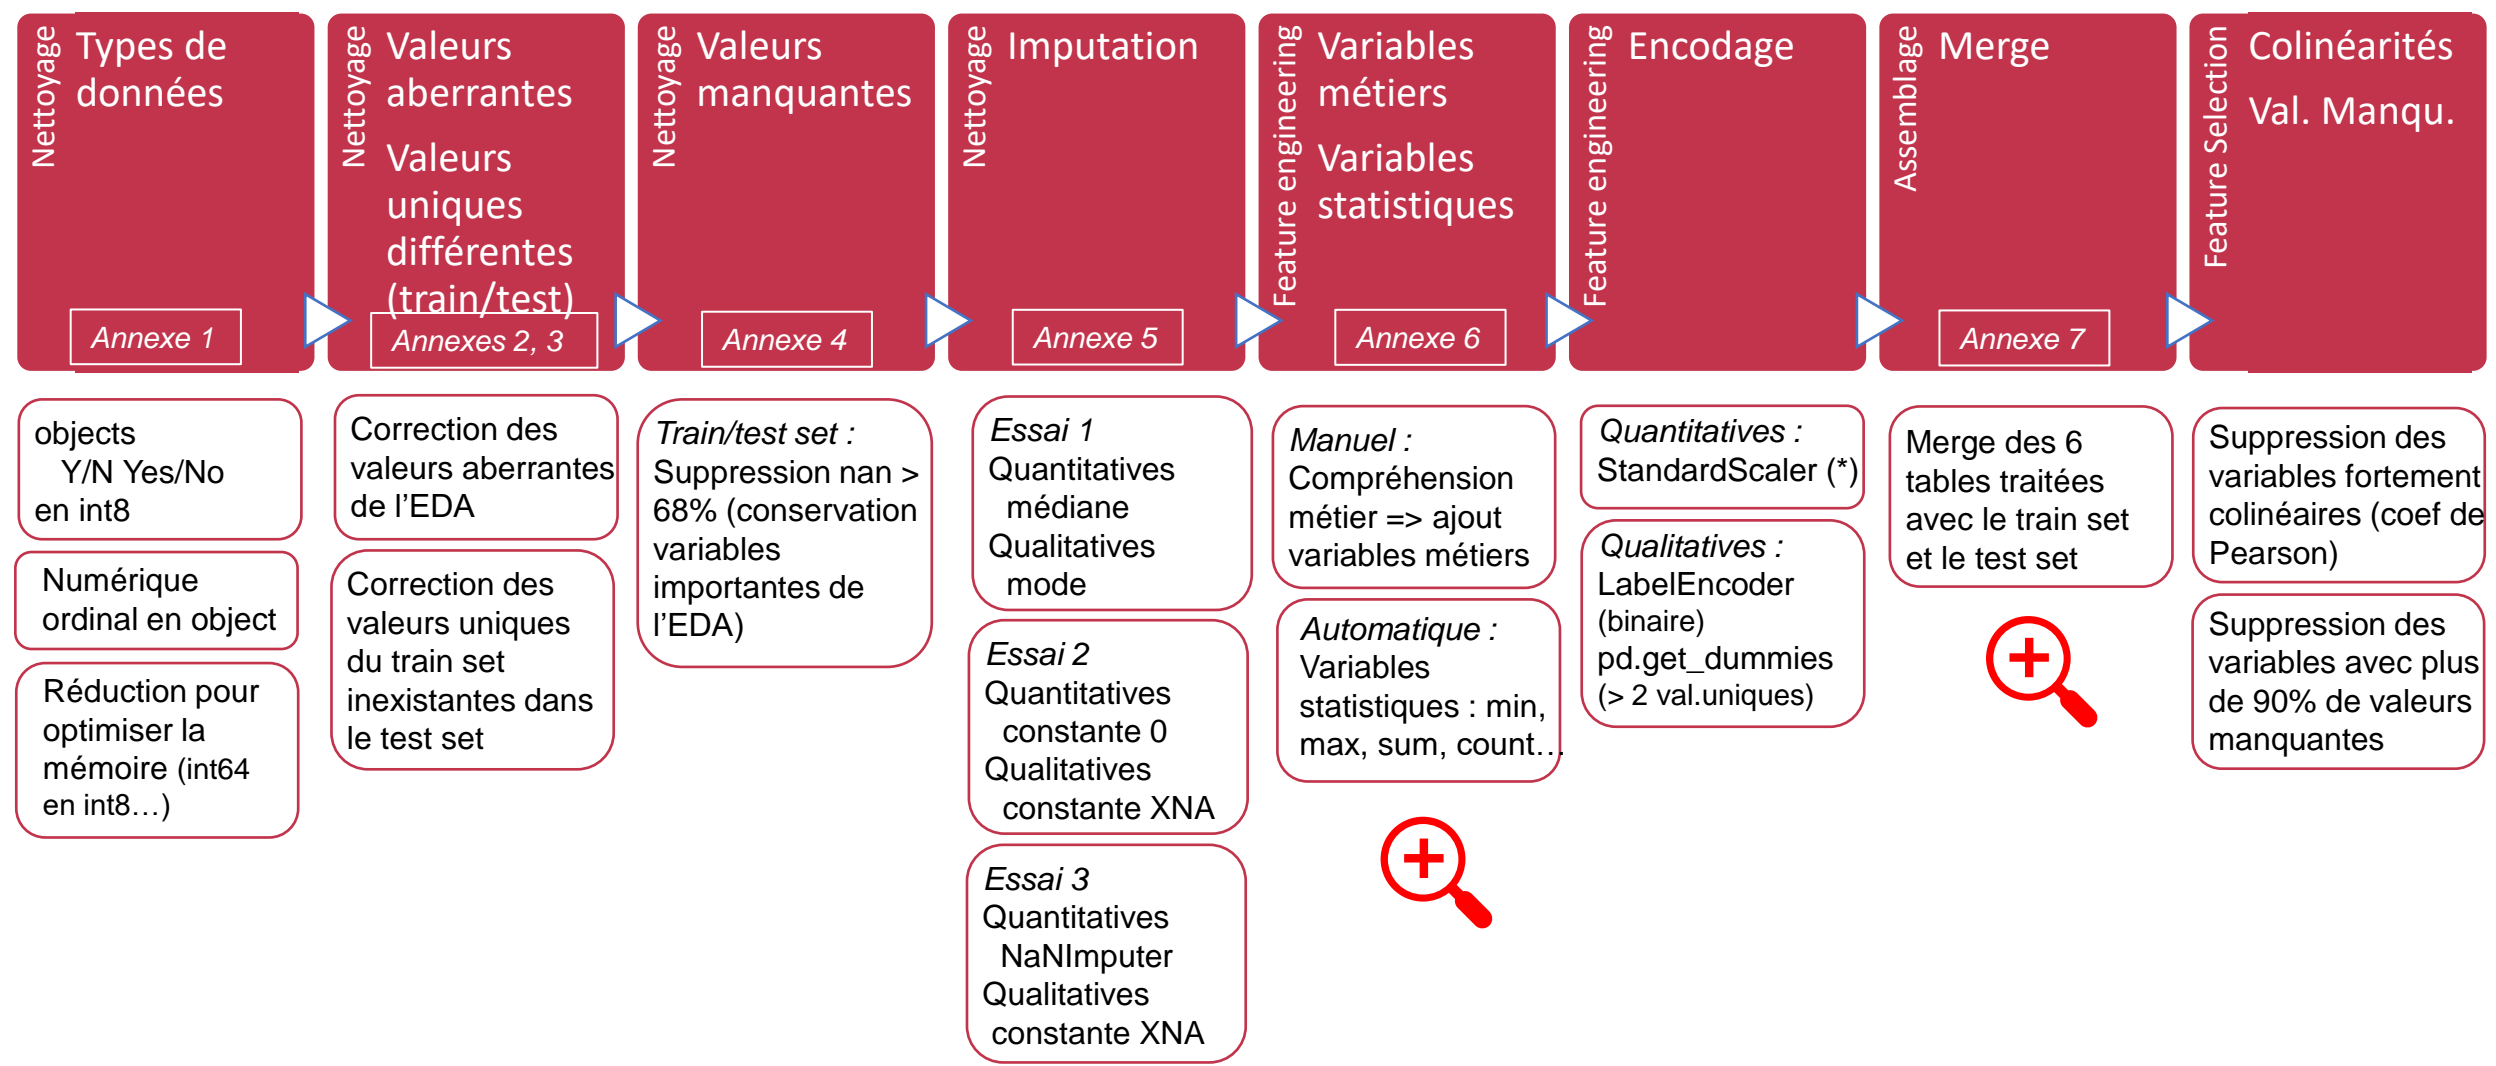 Nettoyage
Types de
données
Annexe 1
Nettoyage
Valeurs
aberrantes
Valeurs
uniques
différentes
(train/test)
Annexes 2, 3
Nettoyage
Valeurs
manquantes
Annexe 4
Nettoyage
Imputation
Annexe 5
Feature engineering
Variables
métiers
Variables
statistiques
Annexe 6
Feature engineering
Encodage
Assemblage
Merge
Annexe 7
Feature Selection
Colinéarités
Val. Manqu.
objects
Y/N Yes/No
en int8
Numérique
ordinal en object
Réduction pour
optimiser la
mémoire (int64
en int8…)
Correction des
valeurs aberrantes
de l’EDA
Correction des
valeurs uniques
du train set
inexistantes dans
le test set
Train/test set :
Suppression nan >
68% (conservation
variables
importantes de
l’EDA)
Essai 1
Quantitatives
médiane
Qualitatives
mode
Essai 2
Quantitatives
constante 0
Qualitatives
constante XNA
Essai 3
Quantitatives
NaNImputer
Qualitatives
constante XNA
Manuel :
Compréhension
métier => ajout
variables métiers
Automatique :
Variables
statistiques : min,
max, sum, count…
Quantitatives :
StandardScaler (*)
Qualitatives :
LabelEncoder
(binaire)
pd.get_dummies
(> 2 val.uniques)
Merge des 6
tables traitées
avec le train set
et le test set
Suppression des
variables fortement
colinéaires (coef de
Pearson)
Suppression des
variables avec plus
de 90% de valeurs
manquantes